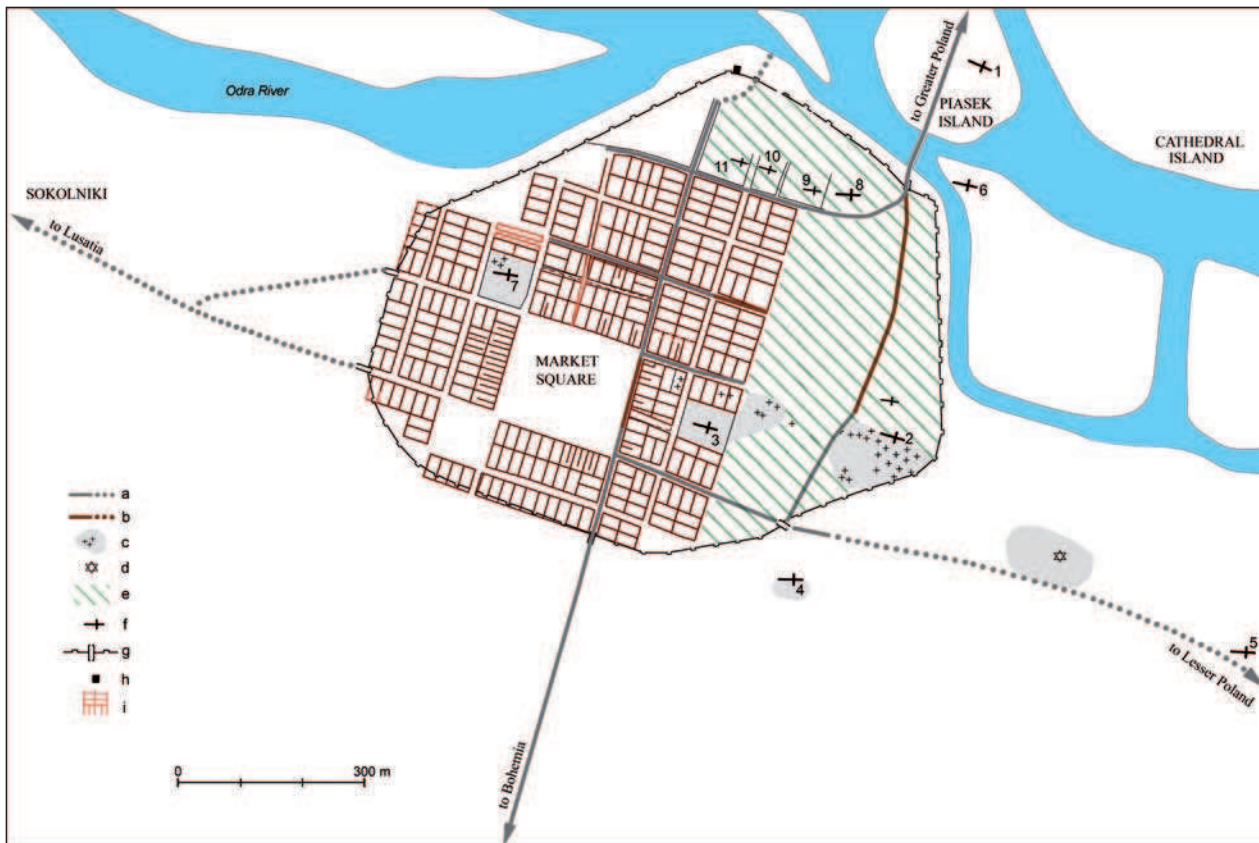 Odra River
to Greater Poland
1
PIASEK
ISLAND
CATHEDRAL
ISLAND
SOKOLNIKI
to Lusatia
11
10
9
8
6
7
MARKET
SQUARE
3
2
4
5
to Lesser Poland
to Bohemia
a
b
c
d
e
f
g
h
i
0
300 m